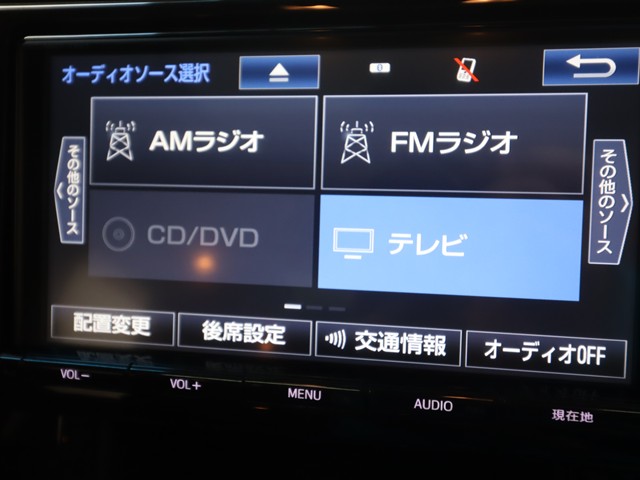 オーディオソース選択
AMラジオ
FMラジオ
その他のソース
その他のソース
CD/DVD
テレビ
配置変更
後席設定
交通情報
オーディオOFF
VOL−
VOL+
MENU
AUDIO
現在地